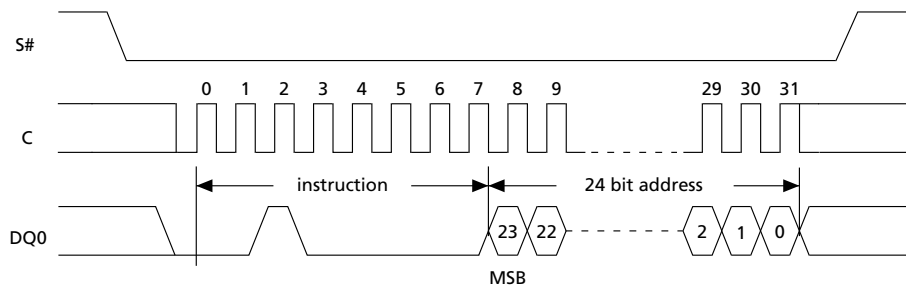 S#
0 1 2 3 4 5 6 7 8 9 29 30 31
C
instruction 24 bit address
DQ0 23 22 2 1 0
MSB